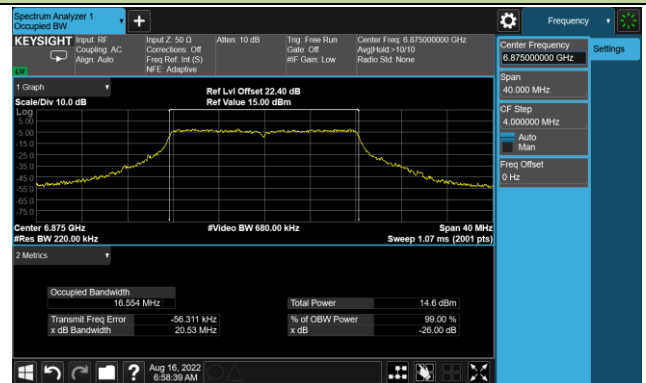 Spectrum Analyzer 1
Occupied BW
Frequency
KEYSIGHT
Input: RF
Coupling: AC
Align: Auto
Input Z: 50 Ω
Corrections: Off
Freq Ref: Int (S)
NFE: Adaptive
Atten: 10 dB
Trig: Free Run
Gate: Off
#IF Gain: Low
Center Freq: 6.875000000 GHz
Avg|Hold:>10/10
Radio Std: None
LU
Center Frequency
6.875000000 GHz
Settings
Span
40.000 MHz
CF Step
4.000000 MHz
Auto
Man
Freq Offset
0 Hz
1 Graph
Scale/Div 10.0 dB
Ref Lvl Offset 22.40 dB
Ref Value 15.00 dBm
Log
5.00
-5.00
-15.0
-25.0
-35.0
-45.0
-55.0
-65.0
-75.0
Center 6.875 GHz
#Video BW 680.00 kHz
Span 40 MHz
#Res BW 220.00 kHz
Sweep 1.07 ms (2001 pts)
2 Metrics
Occupied Bandwidth
16.554 MHz
Total Power
14.6 dBm
Transmit Freq Error
-56.311 kHz
% of OBW Power
99.00 %
x dB Bandwidth
20.53 MHz
x dB
-26.00 dB
?
Aug 16, 2022
6:58:39 AM